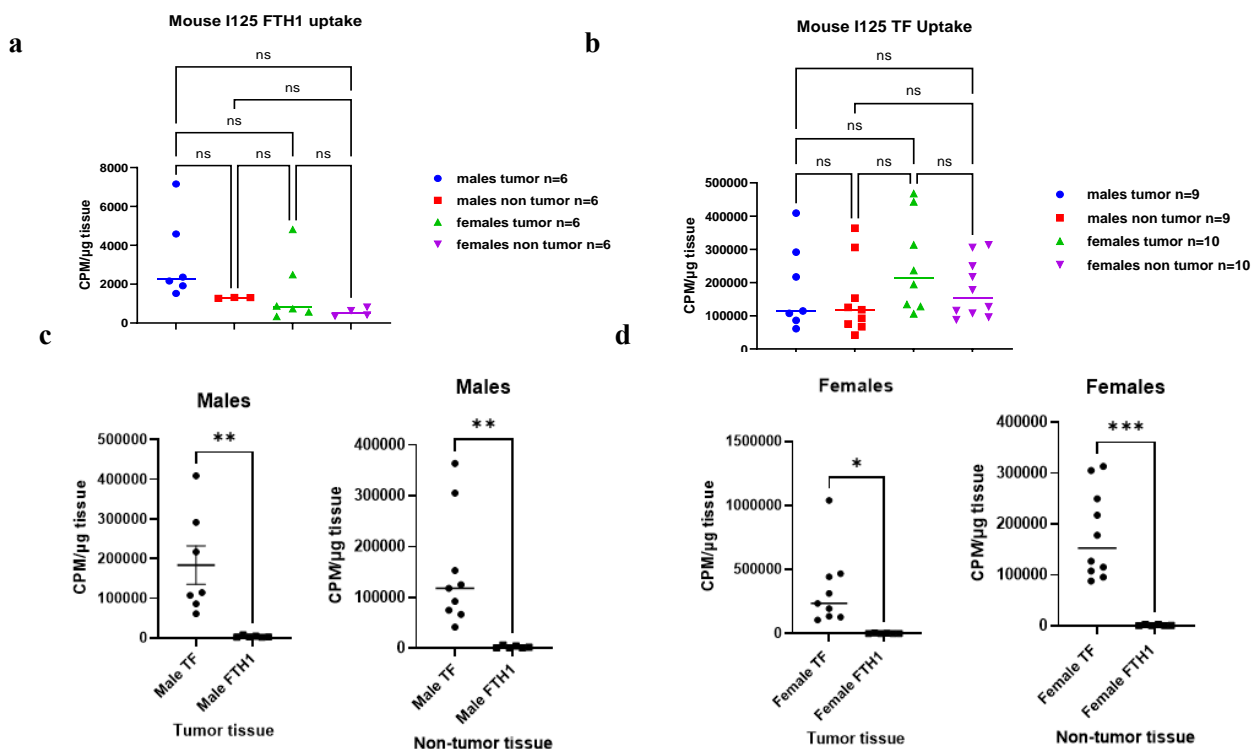 a
Mouse I125 FTH1 uptake
ns
ns
ns
ns ns ns
8000
6000
4000
2000
0
CPM/µg tissue
males tumor n=6
males non tumor n=6
females tumor n=6
females non tumor n=6
b
Mouse I125 TF Uptake
ns
ns
ns
ns ns ns
500000
400000
300000
200000
100000
0
CPM/µg tissue
males tumor n=9
males non tumor n=9
females tumor n=10
females non tumor n=10
c
Males
**
500000
400000
300000
200000
100000
0
CPM/µg tissue
Male TF
Male FTH1
Tumor tissue
Males
**
400000
300000
200000
100000
0
CPM/µg tissue
Male TF
Male FTH1
Non-tumor tissue
d
Females
*
1500000
1000000
500000
0
CPM/µg tissue
Female TF
Female FTH1
Tumor tissue
Females
***
400000
300000
200000
100000
0
CPM/µg tissue
Female TF
Female FTH1
Non-tumor tissue